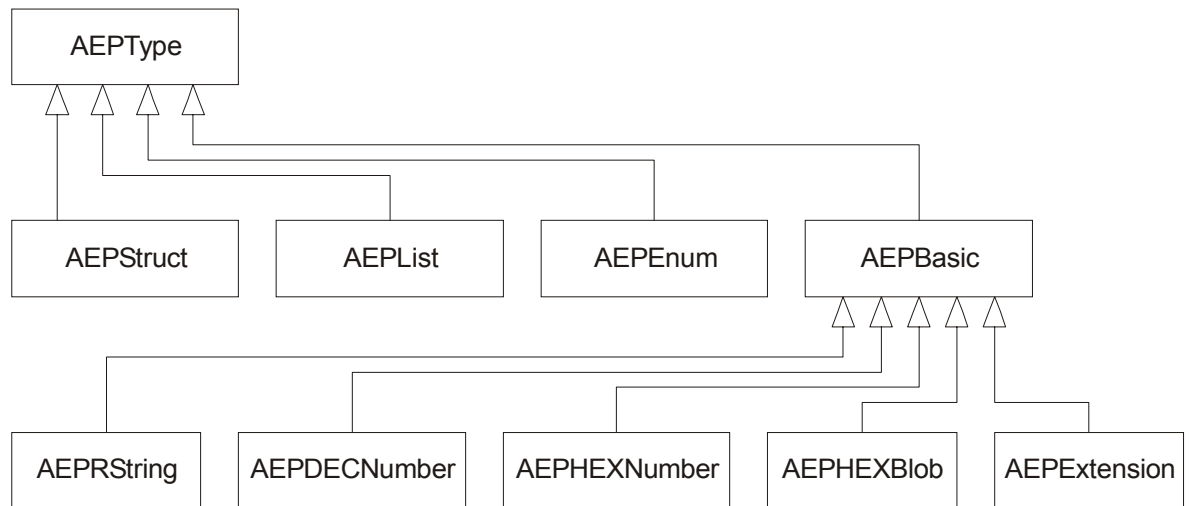 AEPType
AEPStruct
AEPList
AEPEnum
AEPBasic
AEPRString
AEPDECNumber
AEPHEXNumber
AEPHEXBlob
AEPExtension